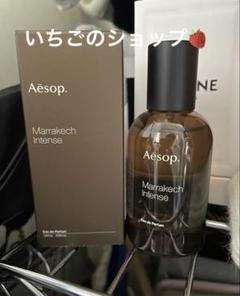 いちごのショップ🍓
Aēsop.
Marrakech
Intense
Eau de Parfum
NE
Aēsop.
Marrakech
Intense
Eau de Parfum